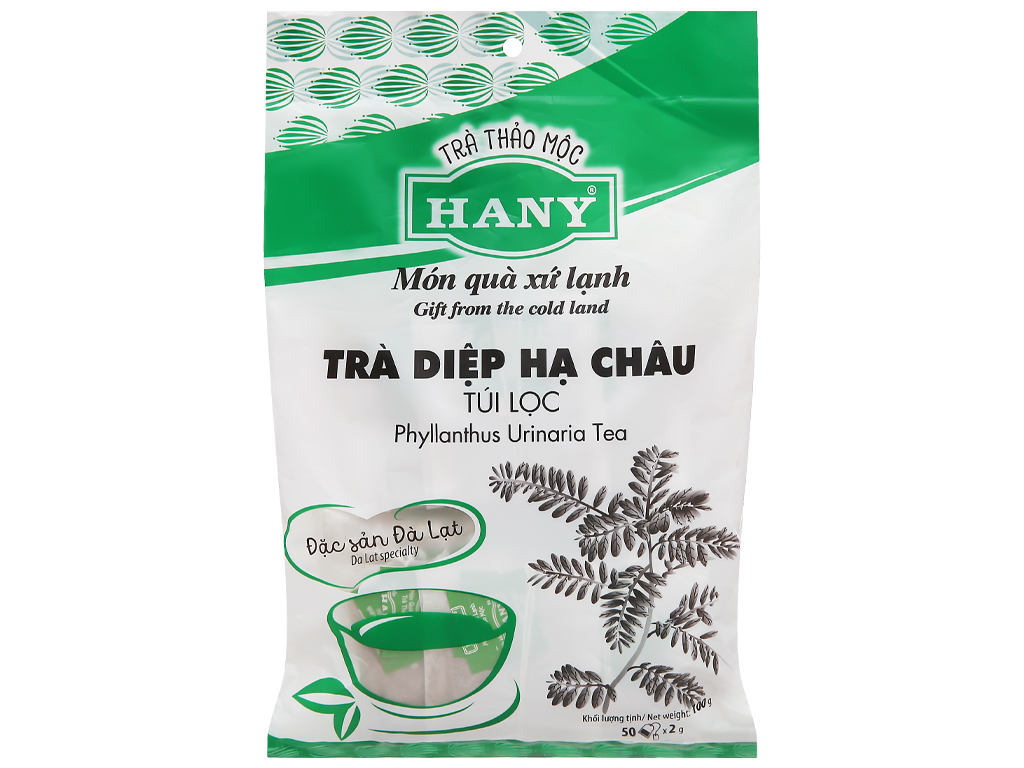 TRÀ THẢO MỘC
HANY®
Món quà xứ lạnh
Gift from the cold land
TRÀ DIỆP HẠ CHÂU
TÚI LỌC
Phyllanthus Urinaria Tea
Đặc sản Đà Lạt
Da Lat specialty
Khối lượng tịnh/ Net weight: 100g
50 x 2 g